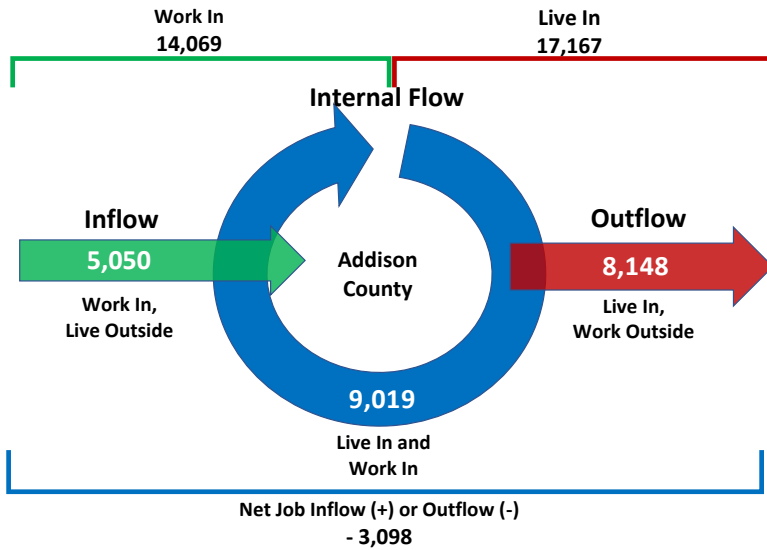 Work In
14,069
Live In
17,167
Internal Flow
Inflow
5,050
Work In,
Live Outside
Addison
County
Outflow
8,148
Live In,
Work Outside
9,019
Live In and
Work In
Net Job Inflow (+) or Outflow (-)
- 3,098